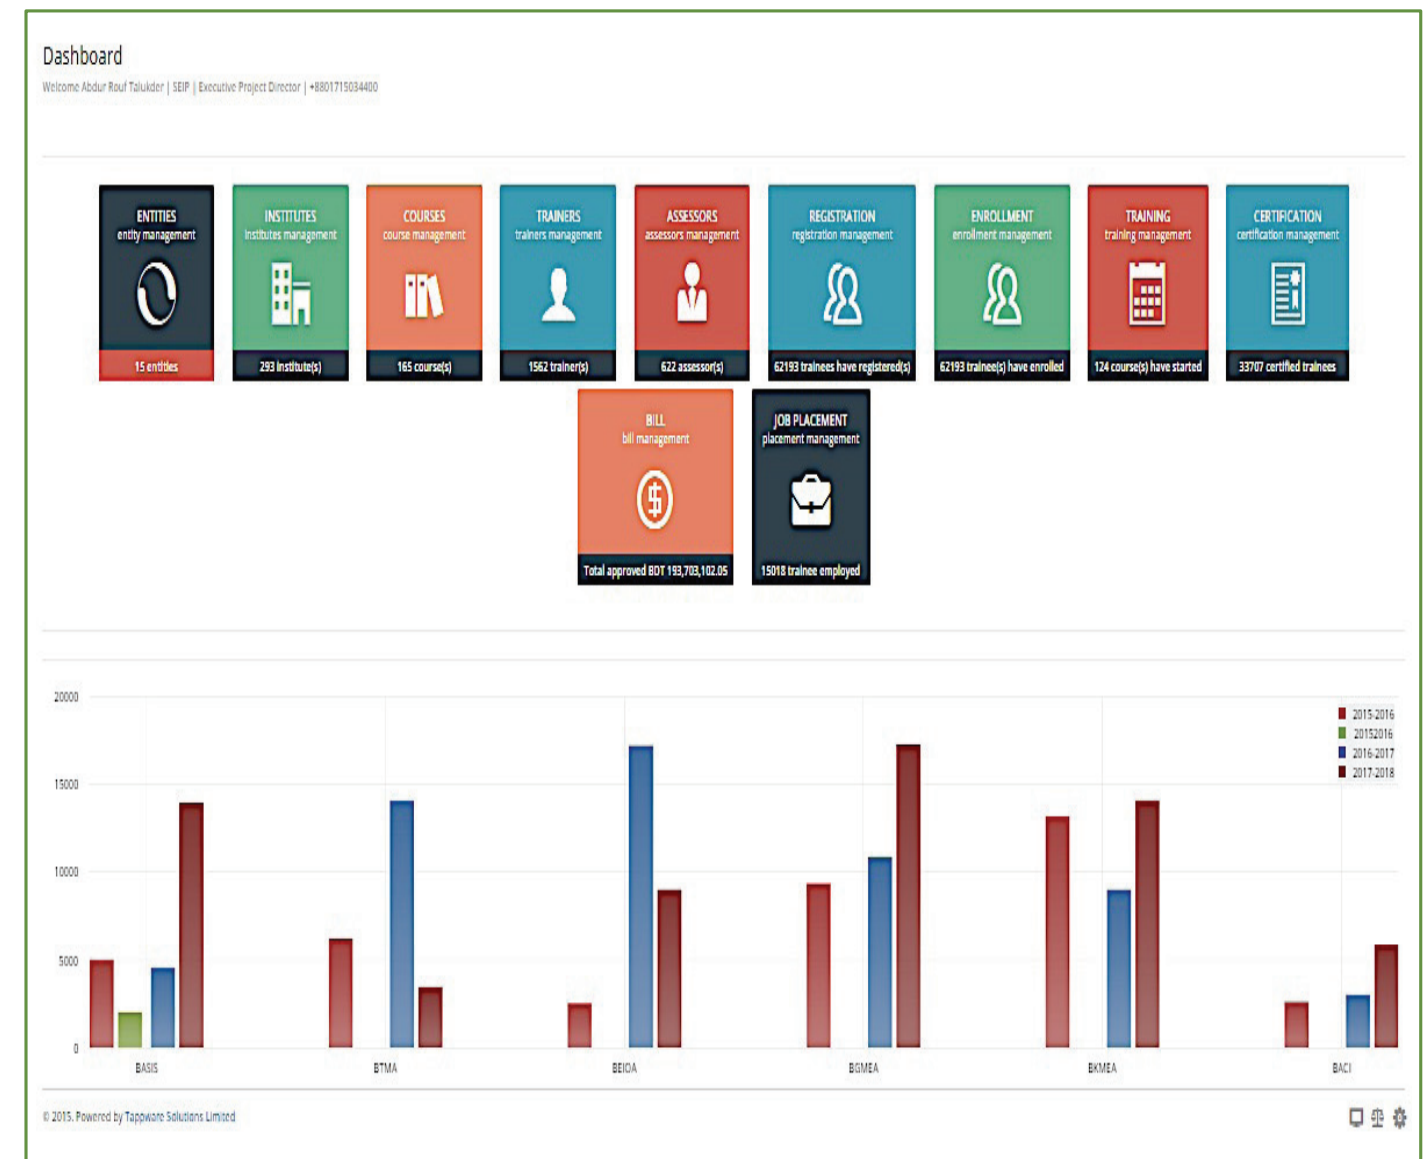 Dashboard
Welcome Abdur Rouf Talukder | SEIP | Executive Project Director | +8801715034400
ENTITIES
entity management
15 entities
INSTITUTES
institutes management
293 institute(s)
COURSES
course management
165 course(s)
TRAINERS
trainers management
1562 trainer(s)
ASSESSORS
assessors management
622 assessor(s)
REGISTRATION
registration management
62193 trainees have registered(s)
ENROLLMENT
enrollment management
62193 trainee(s) have enrolled
TRAINING
training management
124 course(s) have started
CERTIFICATION
certification management
33707 certified trainees
BILL
bill management
Total approved BDT 193,703,102.05
JOB PLACEMENT
placement management
15018 trainee employed
20000
15000
10000
5000
0
2015-2016
20152016
2016-2017
2017-2018
BASIS
BTMA
BEIOA
BGMEA
BKMEA
BACI
© 2015. Powered by Tappware Solutions Limited